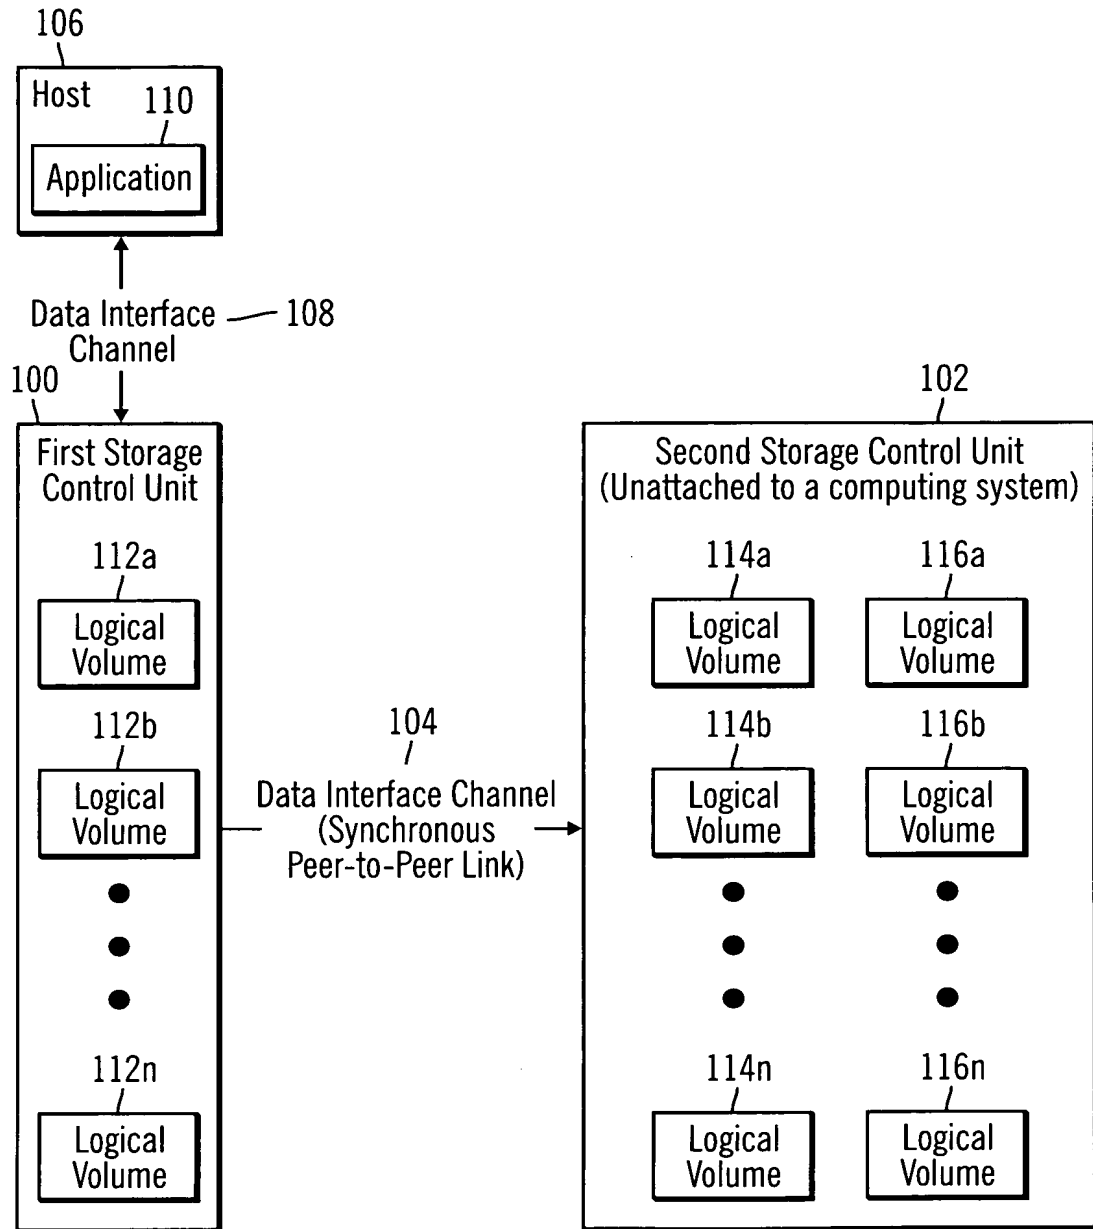 106
Host
110
Application
Data Interface
Channel
108
100
First Storage
Control Unit
112a
Logical
Volume
112b
Logical
Volume
112n
Logical
Volume
104
Data Interface Channel
(Synchronous
Peer-to-Peer Link)
102
Second Storage Control Unit
(Unattached to a computing system)
114a
Logical
Volume
116a
Logical
Volume
114b
Logical
Volume
116b
Logical
Volume
114n
Logical
Volume
116n
Logical
Volume